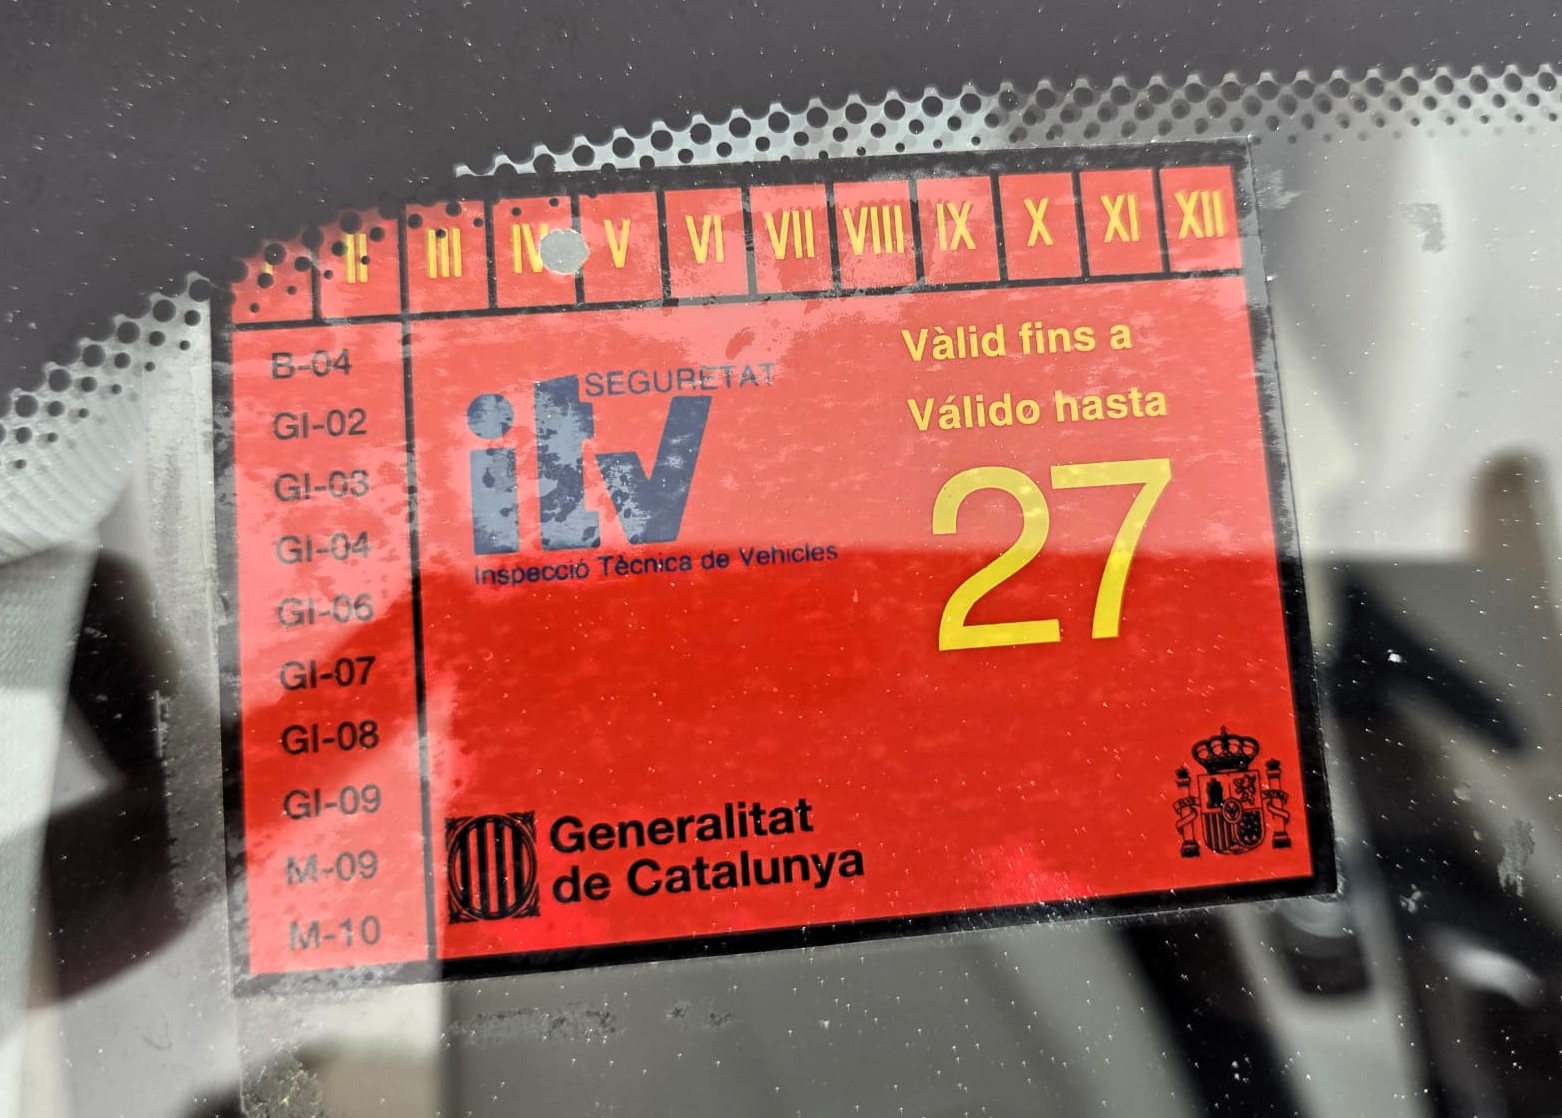 I II III IV V VI VII VIII IX X XI XII
B-04
GI-02
GI-03
GI-04
GI-06
GI-07
GI-08
GI-09
M-09
M-10
SEGURETAT
itv
Inspecció Tècnica de Vehicles
Vàlid fins a
Válido hasta
27
Generalitat
de Catalunya